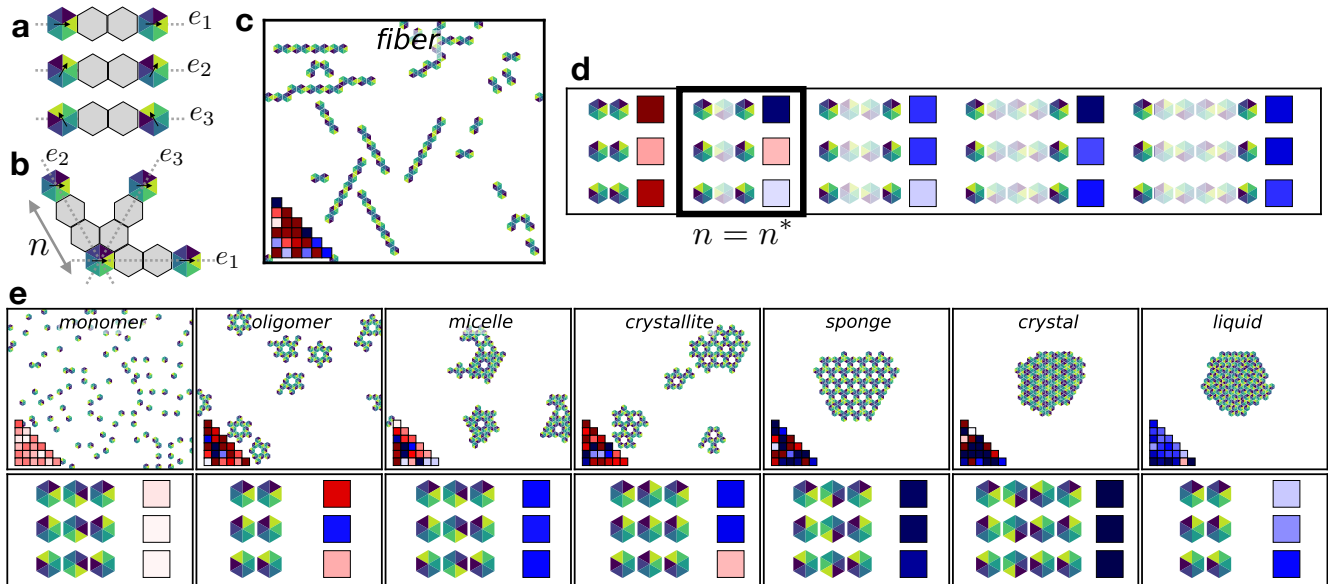 a
e1
e2
e3
b
e2
e3
n
e1
c
fiber
d
n = n*
e
monomer
oligomer
micelle
crystallite
sponge
crystal
liquid